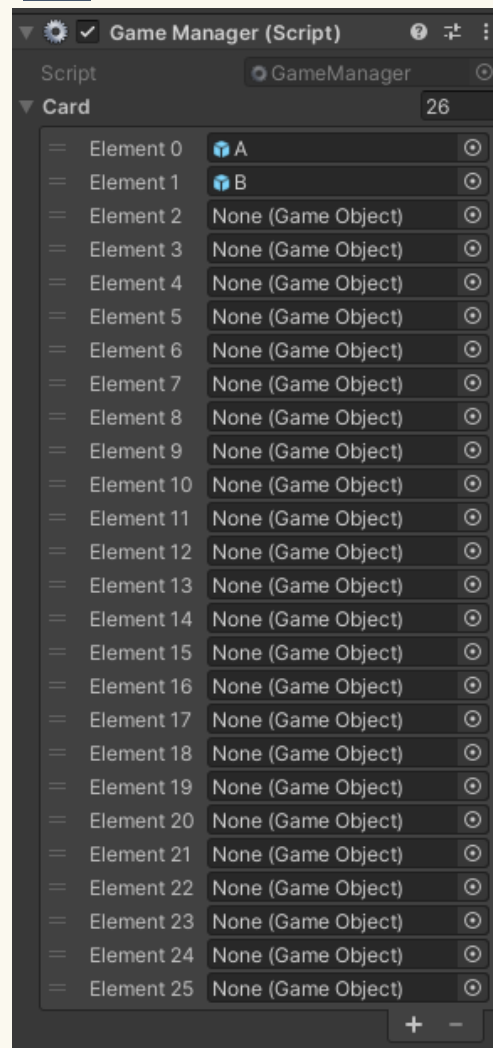 Game Manager (Script)
Script GameManager
Card 26
Element 0 A
Element 1 B
Element 2 None (Game Object)
Element 3 None (Game Object)
Element 4 None (Game Object)
Element 5 None (Game Object)
Element 6 None (Game Object)
Element 7 None (Game Object)
Element 8 None (Game Object)
Element 9 None (Game Object)
Element 10 None (Game Object)
Element 11 None (Game Object)
Element 12 None (Game Object)
Element 13 None (Game Object)
Element 14 None (Game Object)
Element 15 None (Game Object)
Element 16 None (Game Object)
Element 17 None (Game Object)
Element 18 None (Game Object)
Element 19 None (Game Object)
Element 20 None (Game Object)
Element 21 None (Game Object)
Element 22 None (Game Object)
Element 23 None (Game Object)
Element 24 None (Game Object)
Element 25 None (Game Object)